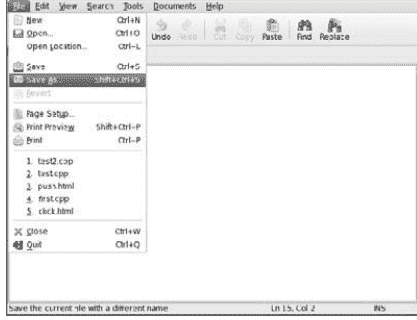 File Edit View Search Tools Documents Help
New Ctrl+N
Open... Ctrl+O
Open Location... Ctrl-L
Save Ctrl+S
Save As... Shift+Ctrl+S
Revert
Page Setup...
Print Preview Shift+Ctrl-P
Print Ctrl-P
1. test2.cpp
2. test.cpp
3. push.html
4. first.cpp
5. click.html
Close Ctrl+W
Quit Ctrl+Q
Undo Redo Cut Copy Paste Find Replace
Save the current file with a different name Ln 15, Col 2 INS